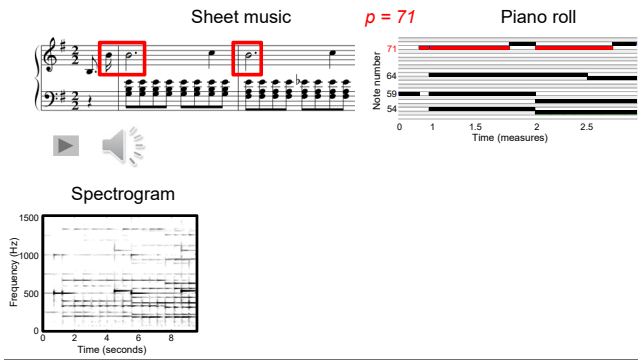 Sheet music
p = 71
Piano roll
Note number
71
64
59
54
0 1 1.5 2 2.5
Time (measures)
Spectrogram
Frequency (Hz)
1500
1000
500
0
0 2 4 6 8
Time (seconds)